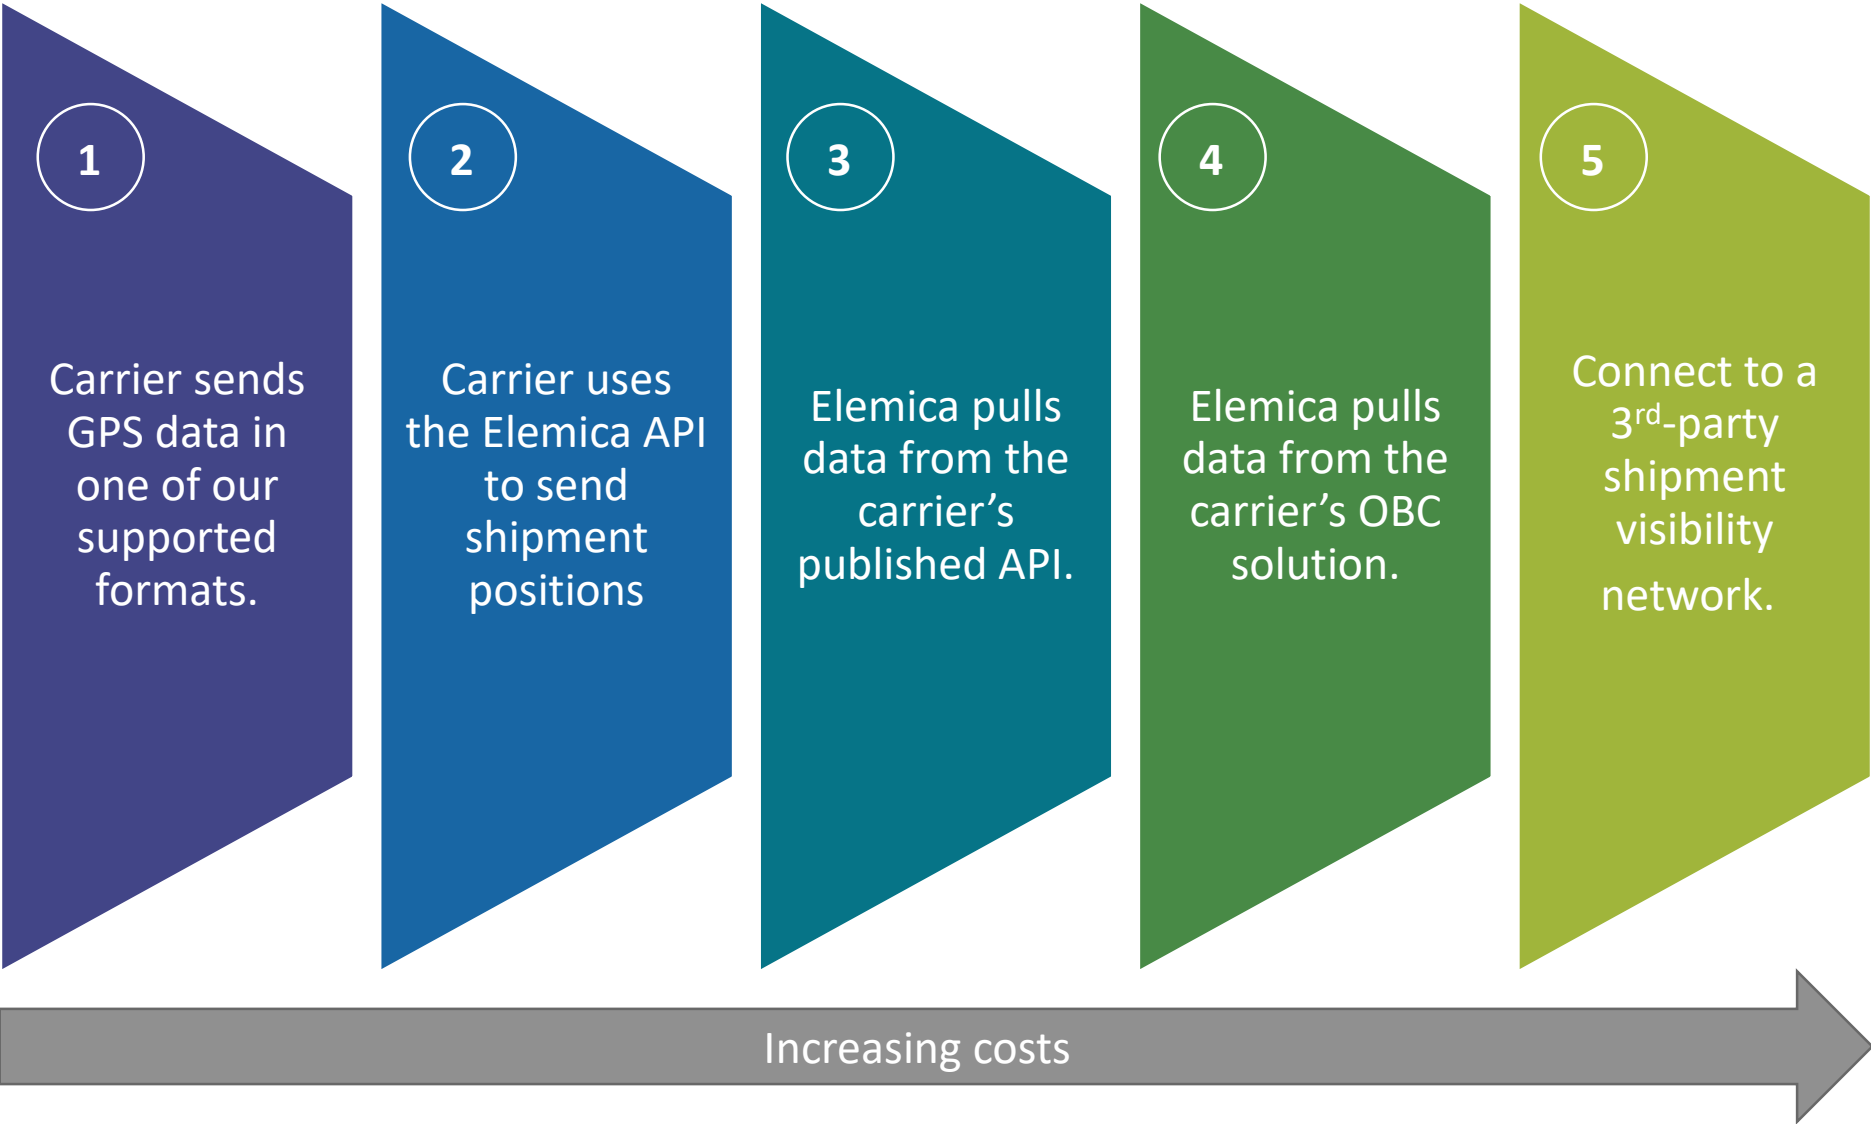 1
Carrier sends
GPS data in
one of our
supported
formats.
2
Carrier uses
the Elemica API
to send
shipment
positions
3
Elemica pulls
data from the
carrier’s
published API.
4
Elemica pulls
data from the
carrier’s OBC
solution.
5
Connect to a
3rd-party
shipment
visibility
network.
Increasing costs